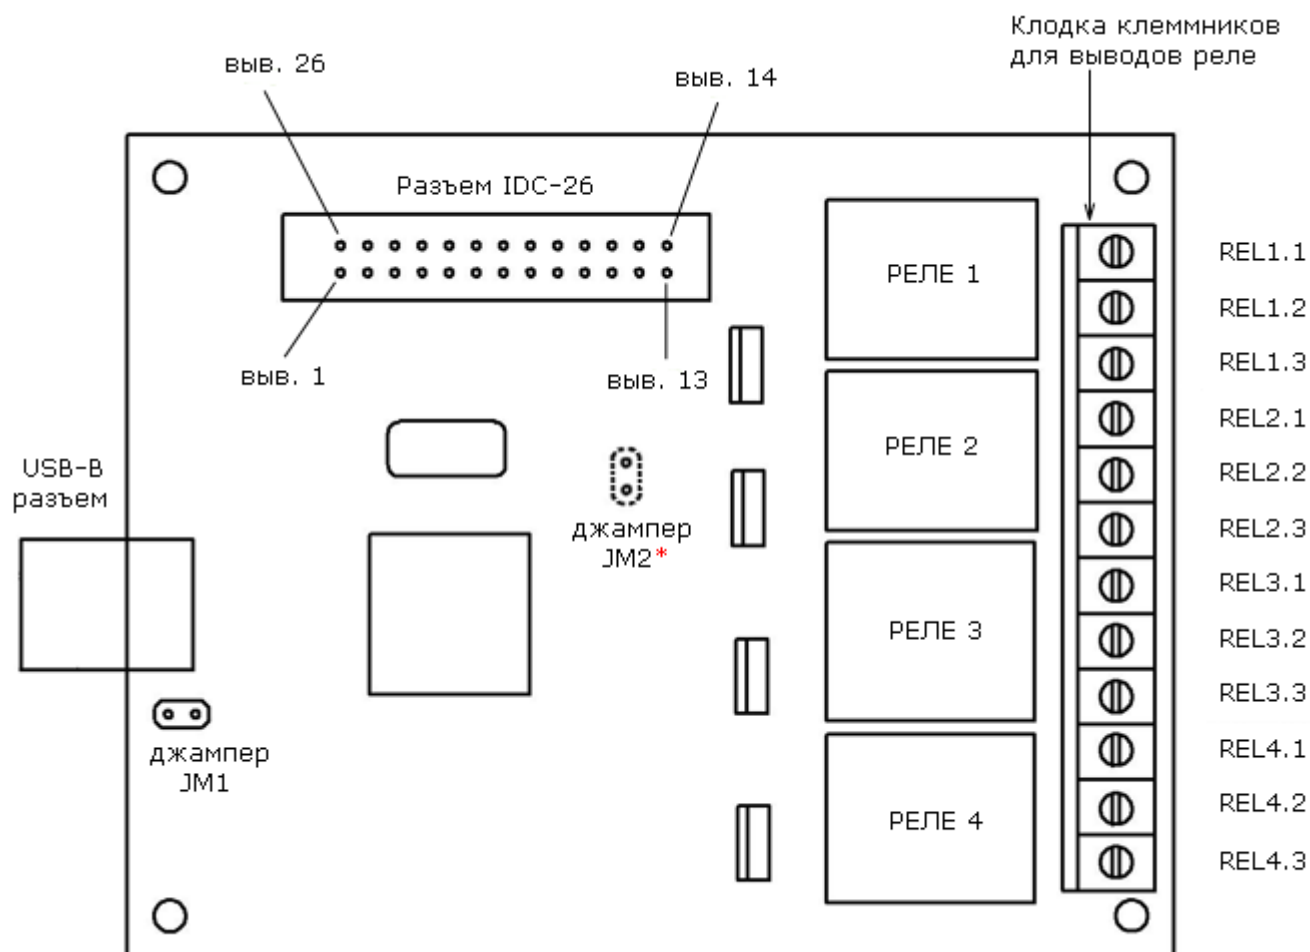 Клодка клеммников
для выводов реле
выв. 26
выв. 14
Разъем IDC-26
выв. 1
выв. 13
РЕЛЕ 1
РЕЛЕ 2
РЕЛЕ 3
РЕЛЕ 4
REL1.1
REL1.2
REL1.3
REL2.1
REL2.2
REL2.3
REL3.1
REL3.2
REL3.3
REL4.1
REL4.2
REL4.3
USB-B
разъем
джампер
JM2*
джампер
JM1